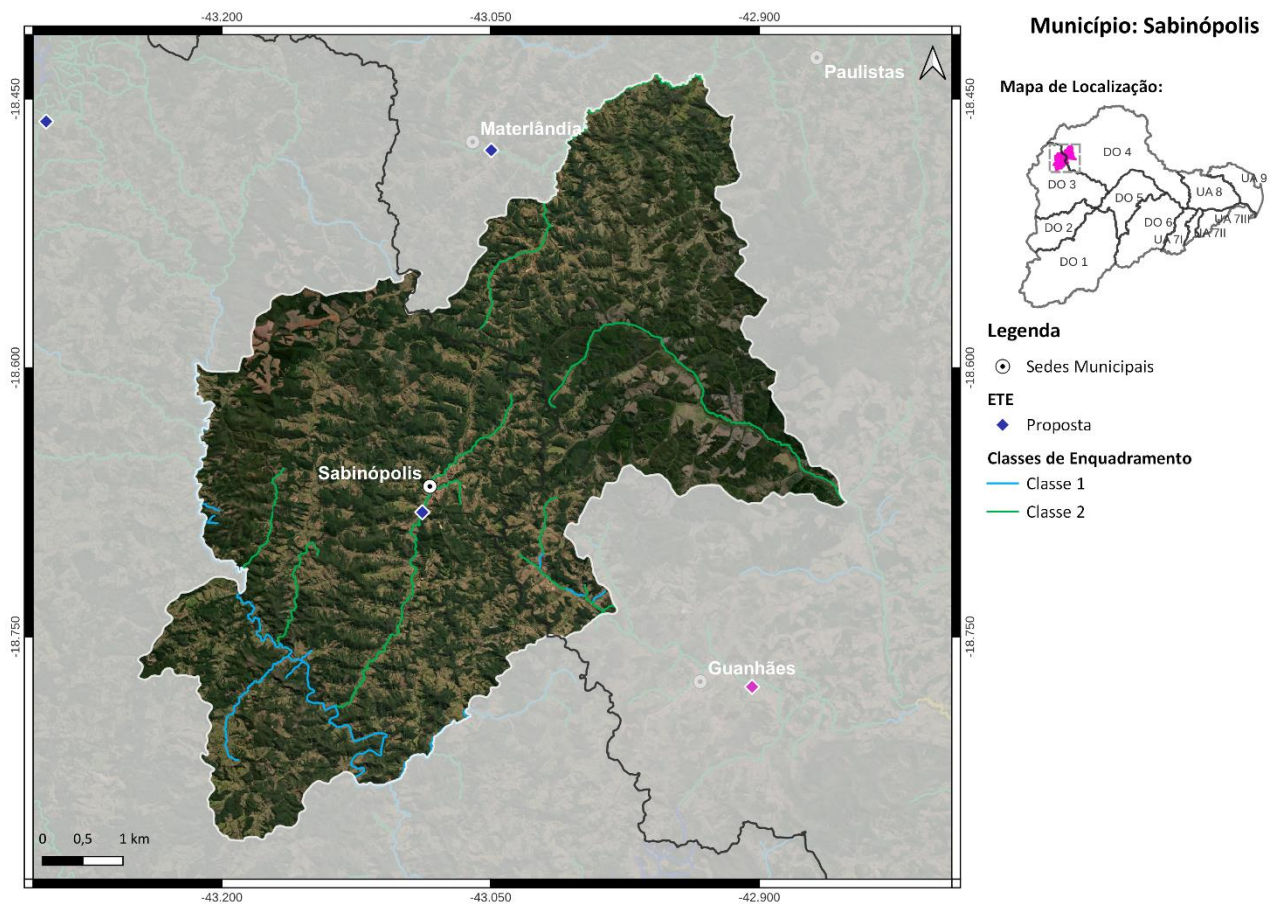 -43.200
-43.050
-42.900
Município: Sabinópolis
Paulistas
Materlândia
-18.450
-18.450
Mapa de Localização:
DO 4
UA 9
DO 3
UA 8
DO 5
UA 7III
DO 2
DO 6
UA 7II
UA 7I
DO 1
Legenda
Sedes Municipais
-18.600
-18.600
ETE
Proposta
Classes de Enquadramento
Sabinópolis
Classe 1
Classe 2
-18.750
-18.750
Guanhães
0 0,5 1 km
-43.200
-43.050
-42.900